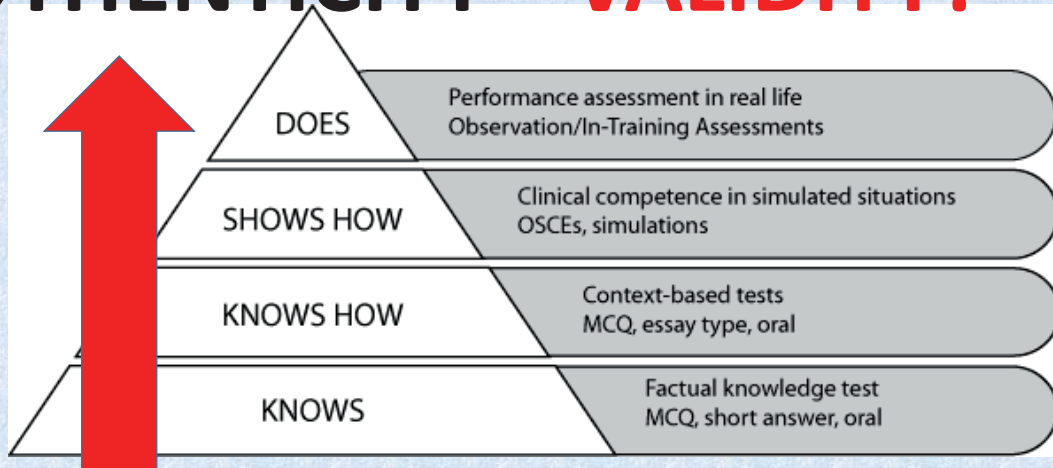 DOES
Performance assessment in real life
Observation/In-Training Assessments
SHOWS HOW
Clinical competence in simulated situations
OSCEs, simulations
KNOWS HOW
Context-based tests
MCQ, essay type, oral
KNOWS
Factual knowledge test
MCQ, short answer, oral